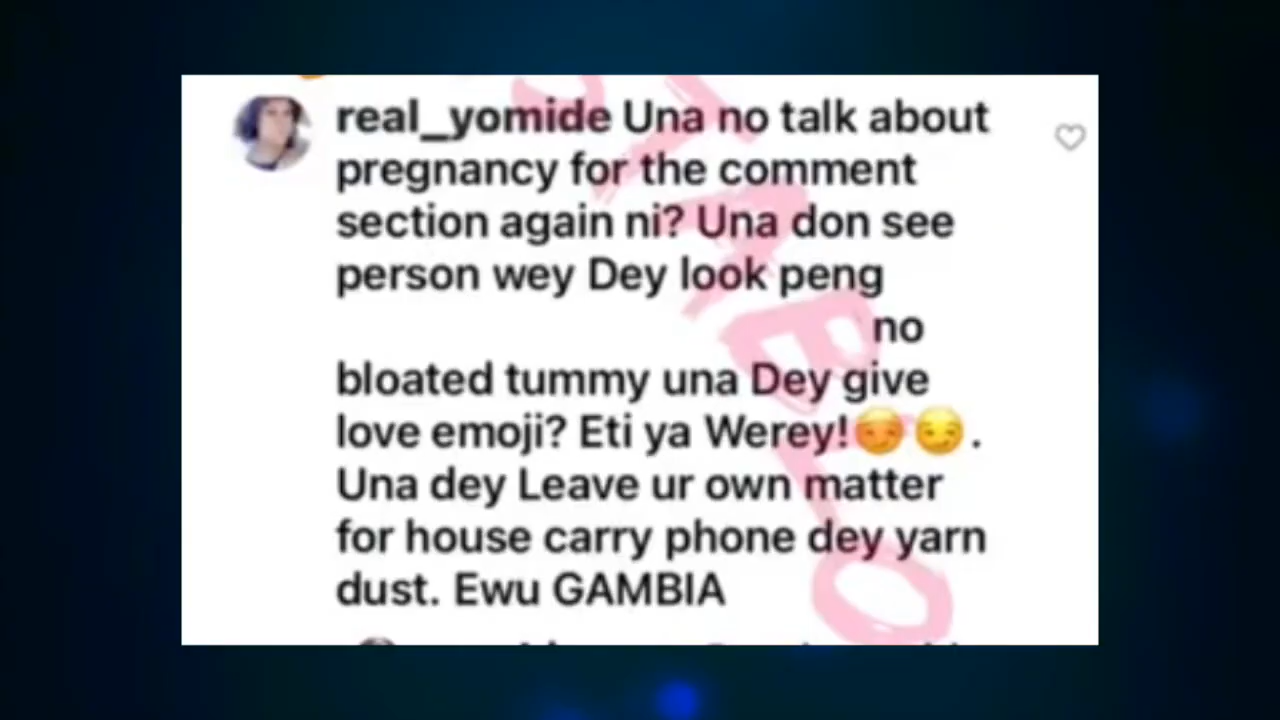 real_yomide Una no talk about
pregnancy for the comment
section again ni? Una don see
person wey Dey look peng
no
bloated tummy una Dey give
love emoji? Eti ya Werey!😏😏.
Una dey Leave ur own matter
for house carry phone dey yarn
dust. Ewu GAMBIA